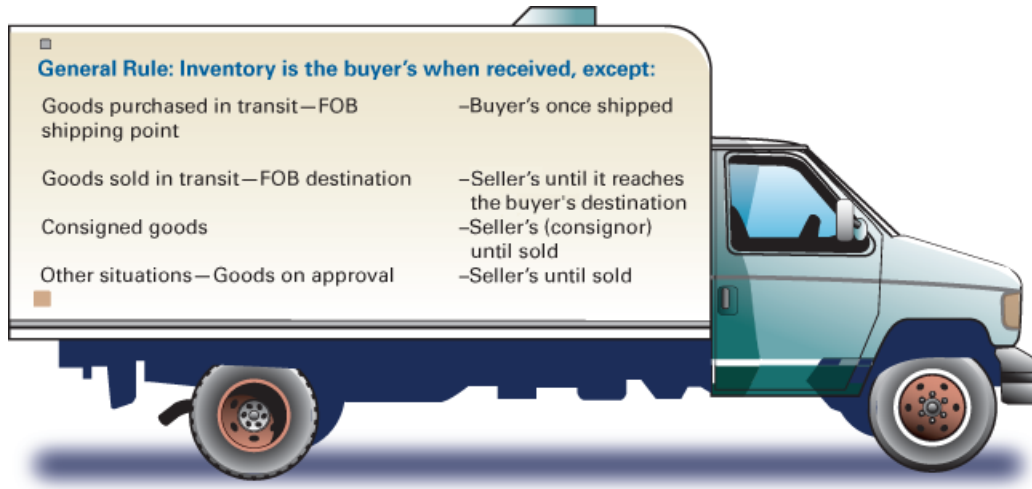 General Rule: Inventory is the buyer's when received, except:
Goods purchased in transit—FOB
shipping point
–Buyer's once shipped
Goods sold in transit—FOB destination
–Seller's until it reaches
the buyer's destination
Consigned goods
–Seller's (consignor)
until sold
Other situations—Goods on approval
–Seller's until sold